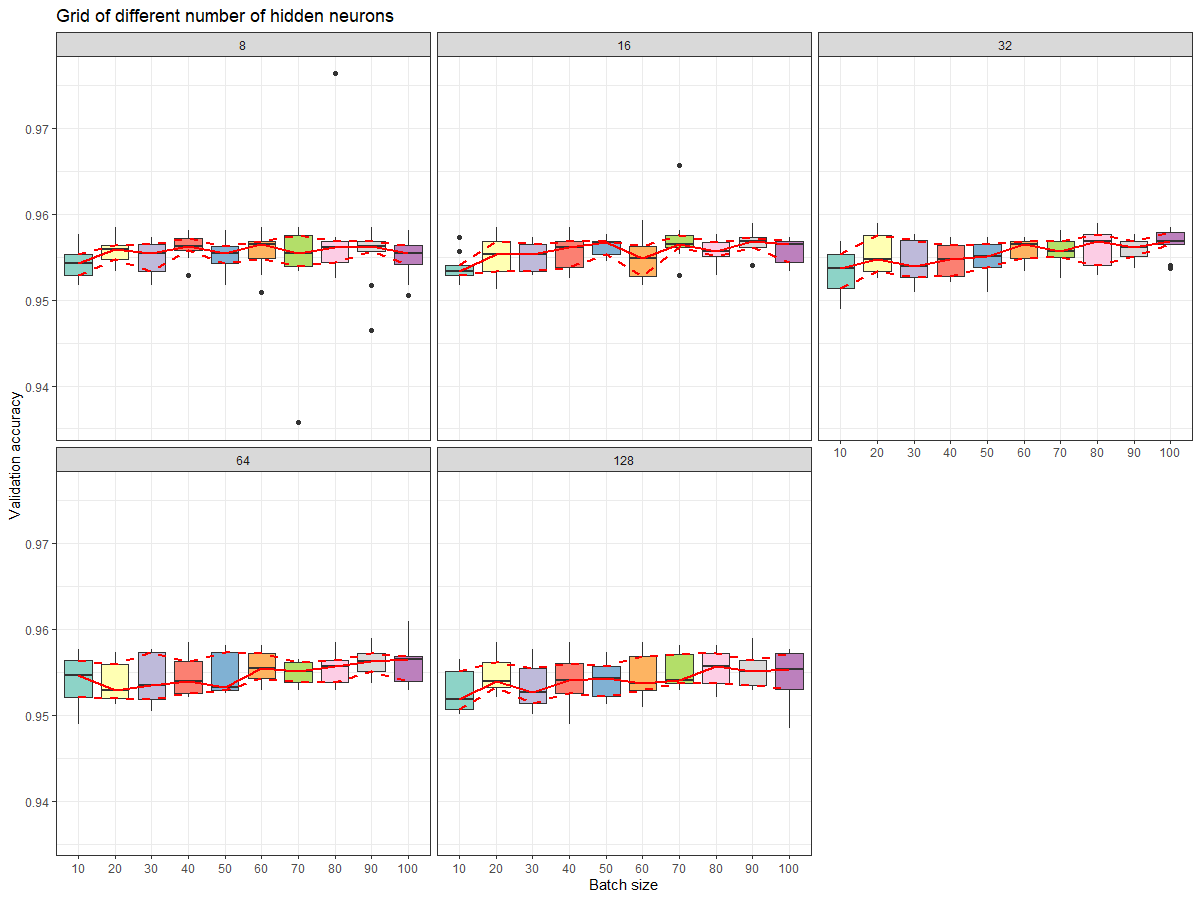 Grid of different number of hidden neurons
8 16 32
0.97
0.96
0.95
0.94
10 20 30 40 50 60 70 80 90 100
64 128
0.97
0.96
0.95
0.94
10 20 30 40 50 60 70 80 90 100 10 20 30 40 50 60 70 80 90 100
Batch size
Validation accuracy